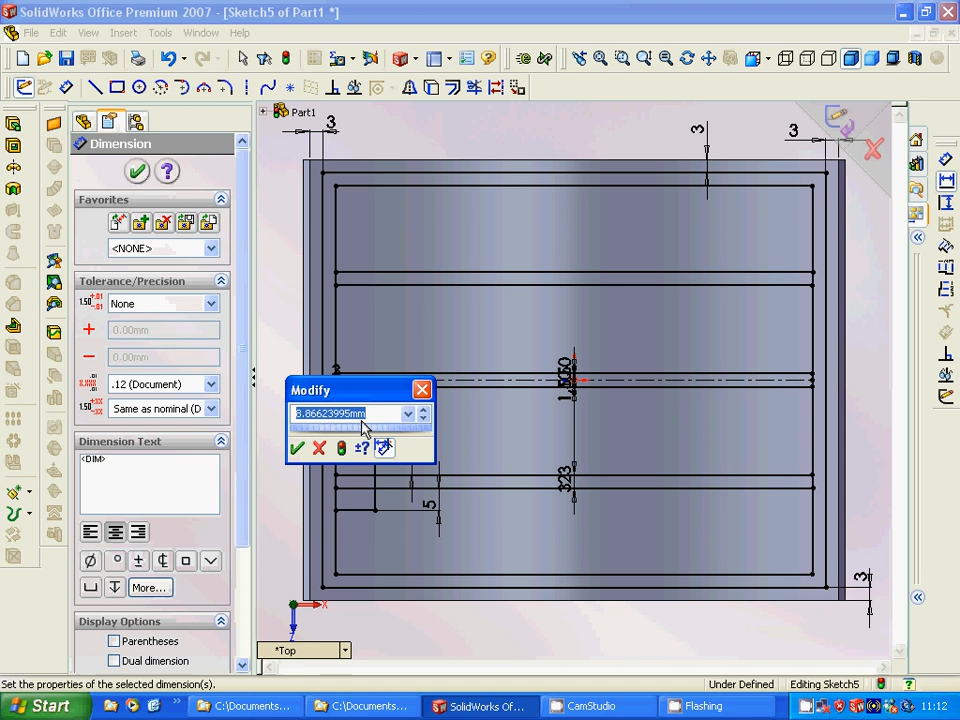 SolidWorks Office Premium 2007 - [Sketch5 of Part1 *]
File Edit View Insert Tools Window Help
Part1
3
3
3
Dimension
Favorites
<NONE>
Tolerance/Precision
None
0.00mm
0.00mm
.12 (Document)
Same as nominal (D
Dimension Text
<DIM>
More...
Display Options
Parentheses
Dual dimension
Modify
8.86623995mm
5
323
3
X
*Top
Set the properties of the selected dimension(s).
Under Defined
Editing Sketch5
Start
C:\Documents...
C:\Documents...
SolidWorks Of...
CamStudio
Flashing
11:12